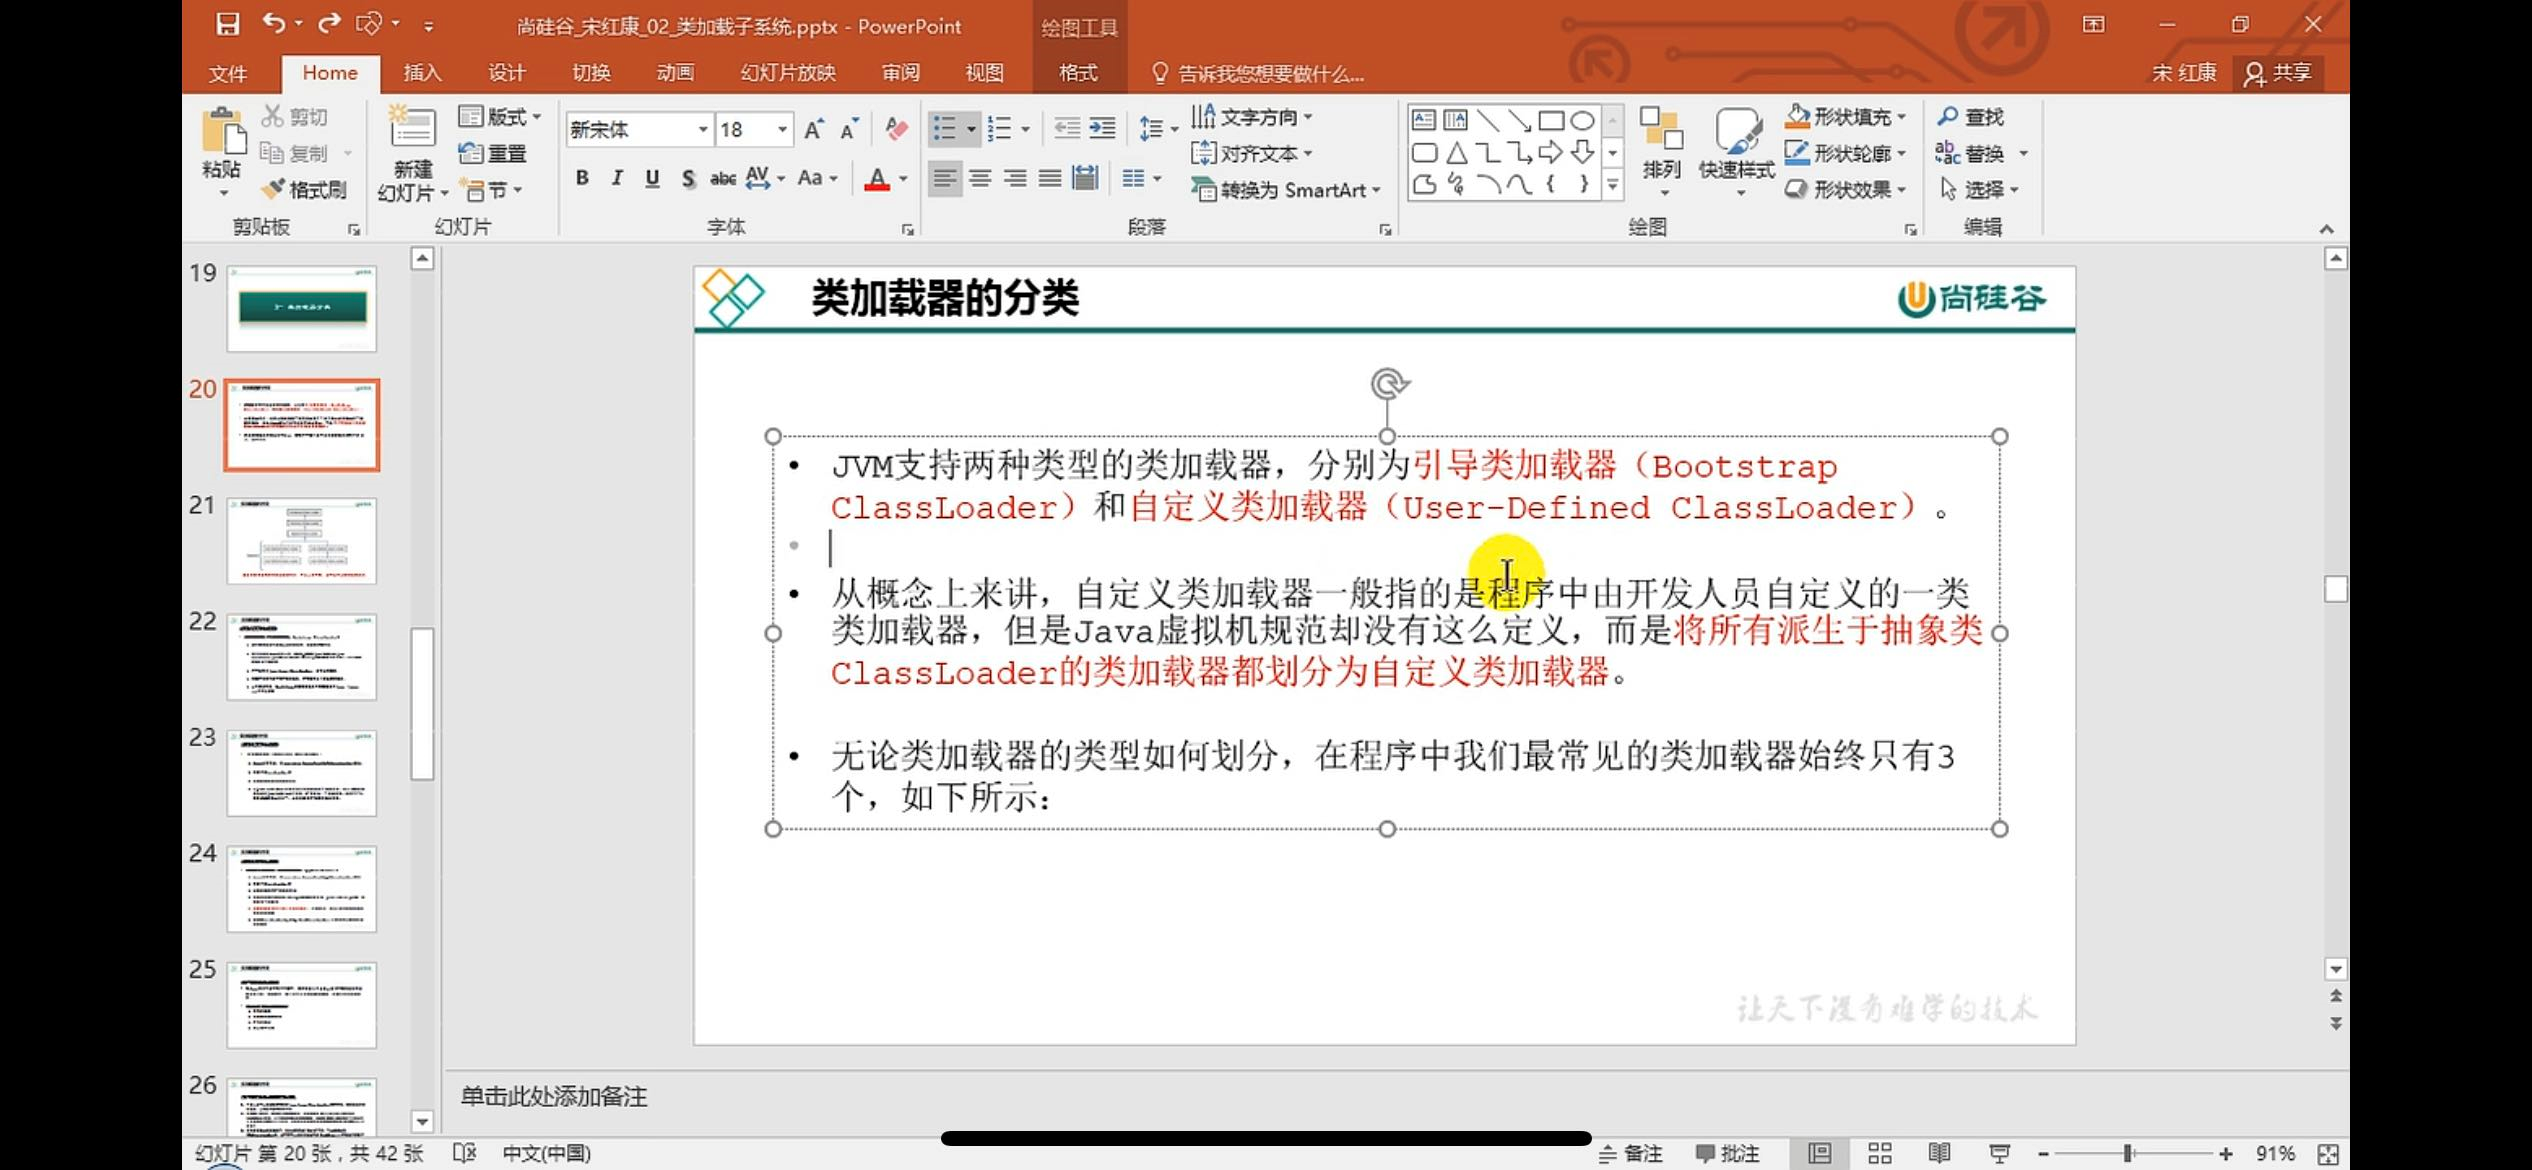 尚硅谷_宋红康_02_类加载子系统.pptx - PowerPoint
绘图工具
文件
Home
插入
设计
切换
动画
幻灯片放映
审阅
视图
格式
告诉我您想要做什么...
宋 红康
共享
粘贴
剪切
复制
格式刷
剪贴板
新建
幻灯片
版式
重置
节
幻灯片
新宋体
18
B I U S abc AV Aa A
字体
文字方向
对齐文本
转换为 SmartArt
段落
排列
快速样式
形状填充
形状轮廓
形状效果
绘图
查找
替换
选择
编辑
19
20
21
22
23
24
25
26
类加载器的分类
尚硅谷
• JVM支持两种类型的类加载器，分别为引导类加载器（Bootstrap
ClassLoader）和自定义类加载器（User-Defined ClassLoader）。
• 从概念上来讲，自定义类加载器一般指的是程序中由开发人员自定义的一类
类加载器，但是Java虚拟机规范却没有这么定义，而是将所有派生于抽象类
ClassLoader的类加载器都划分为自定义类加载器。
• 无论类加载器的类型如何划分，在程序中我们最常见的类加载器始终只有3
个，如下所示：
让天下没有难学的技术
单击此处添加备注
幻灯片 第 20 张，共 42 张
中文(中国)
备注
批注
91%